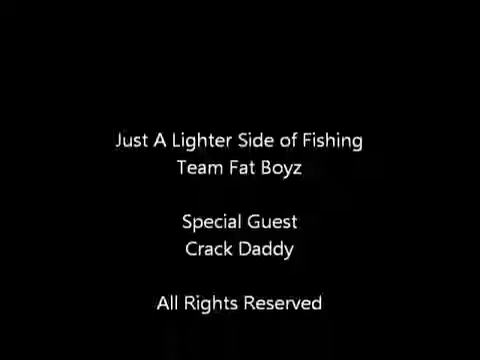 Just A Lighter Side of Fishing
Team Fat Boyz
Special Guest
Crack Daddy
All Rights Reserved